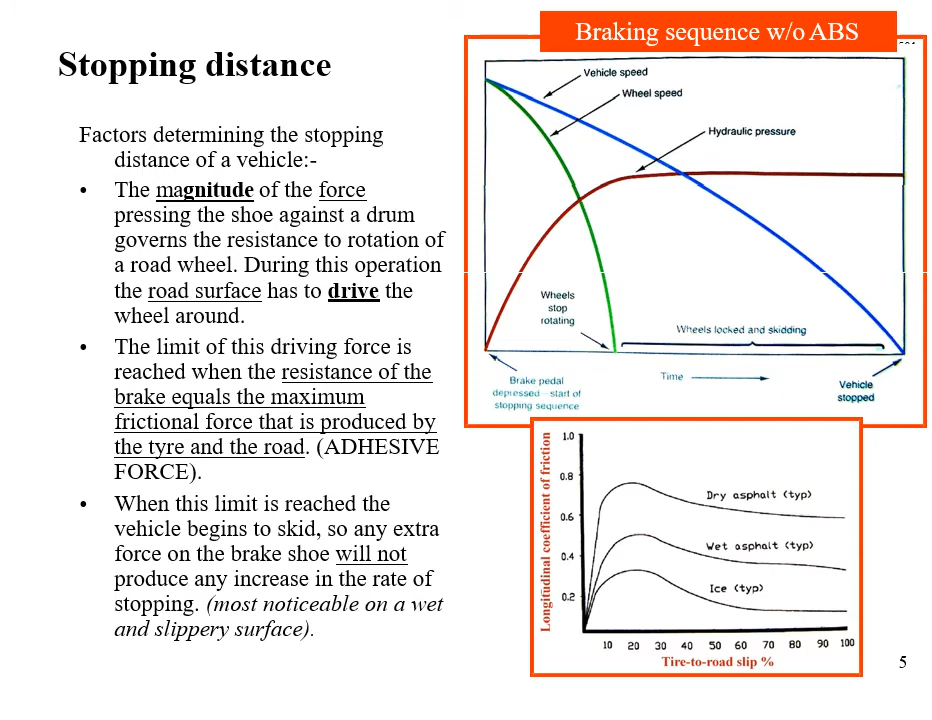 Stopping distance
Factors determining the stopping
distance of a vehicle:-
• The magnitude of the force
pressing the shoe against a drum
governs the resistance to rotation of
a road wheel. During this operation
the road surface has to drive the
wheel around.
• The limit of this driving force is
reached when the resistance of the
brake equals the maximum
frictional force that is produced by
the tyre and the road. (ADHESIVE
FORCE).
• When this limit is reached the
vehicle begins to skid, so any extra
force on the brake shoe will not
produce any increase in the rate of
stopping. (most noticeable on a wet
and slippery surface).
Braking sequence w/o ABS
Vehicle speed
Wheel speed
Hydraulic pressure
Wheels
stop
rotating
Wheels locked and skidding
Time
Brake pedal
depressed - start of
stopping sequence
Vehicle
stopped
Longitudinal coefficient of friction
1.0
0.8
0.6
0.4
0.2
Dry asphalt (typ)
Wet asphalt (typ)
Ice (typ)
10 20 30 40 50 60 70 80 90 100
Tire-to-road slip %
5